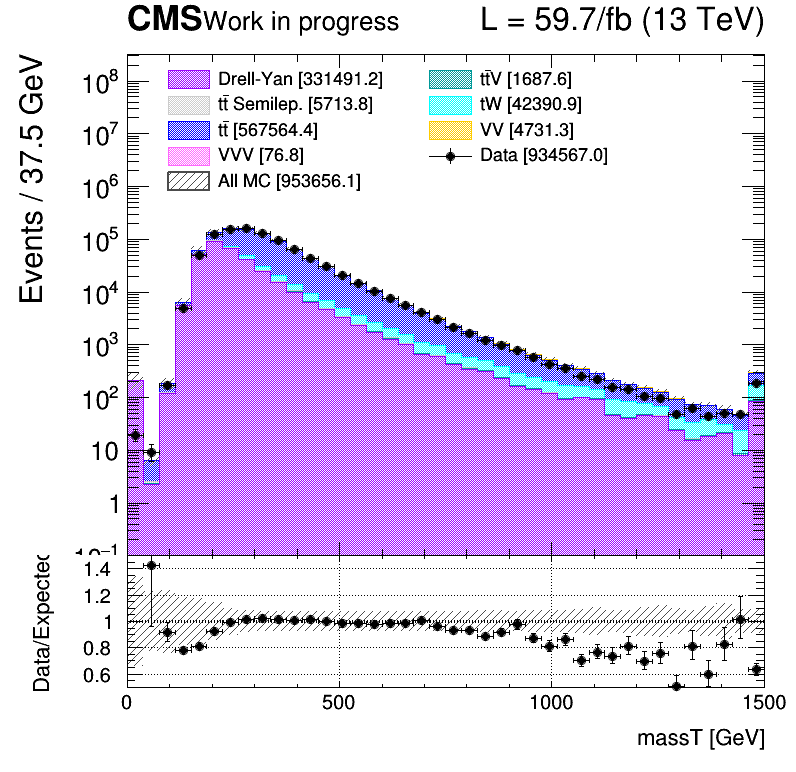 CMS Work in progress L = 59.7/fb (13 TeV)
Events / 37.5 GeV
10⁸
10⁷
10⁶
10⁵
10⁴
10³
10²
10
1
10⁻¹
Drell-Yan [331491.2]
tt̄ Semilep. [5713.8]
tt̄ [567564.4]
VVV [76.8]
All MC [953656.1]
tt̄V [1687.6]
tW [42390.9]
VV [4731.3]
Data [934567.0]
Data/Expected
1.4
1.2
1
0.8
0.6
0 500 1000 1500
massT [GeV]